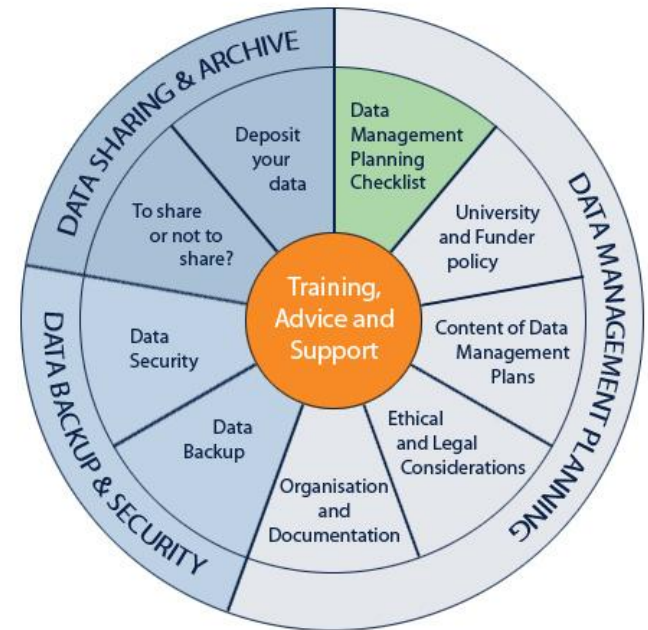 DATA SHARING & ARCHIVE
DATA MANAGEMENT PLANNING
DATA BACKUP & SECURITY
Data
Management
Planning
Checklist
University
and Funder
policy
Content of Data
Management
Plans
Ethical
and Legal
Considerations
Organisation
and
Documentation
Data
Backup
Data
Security
To share
or not to
share?
Deposit
your
data
Training,
Advice and
Support